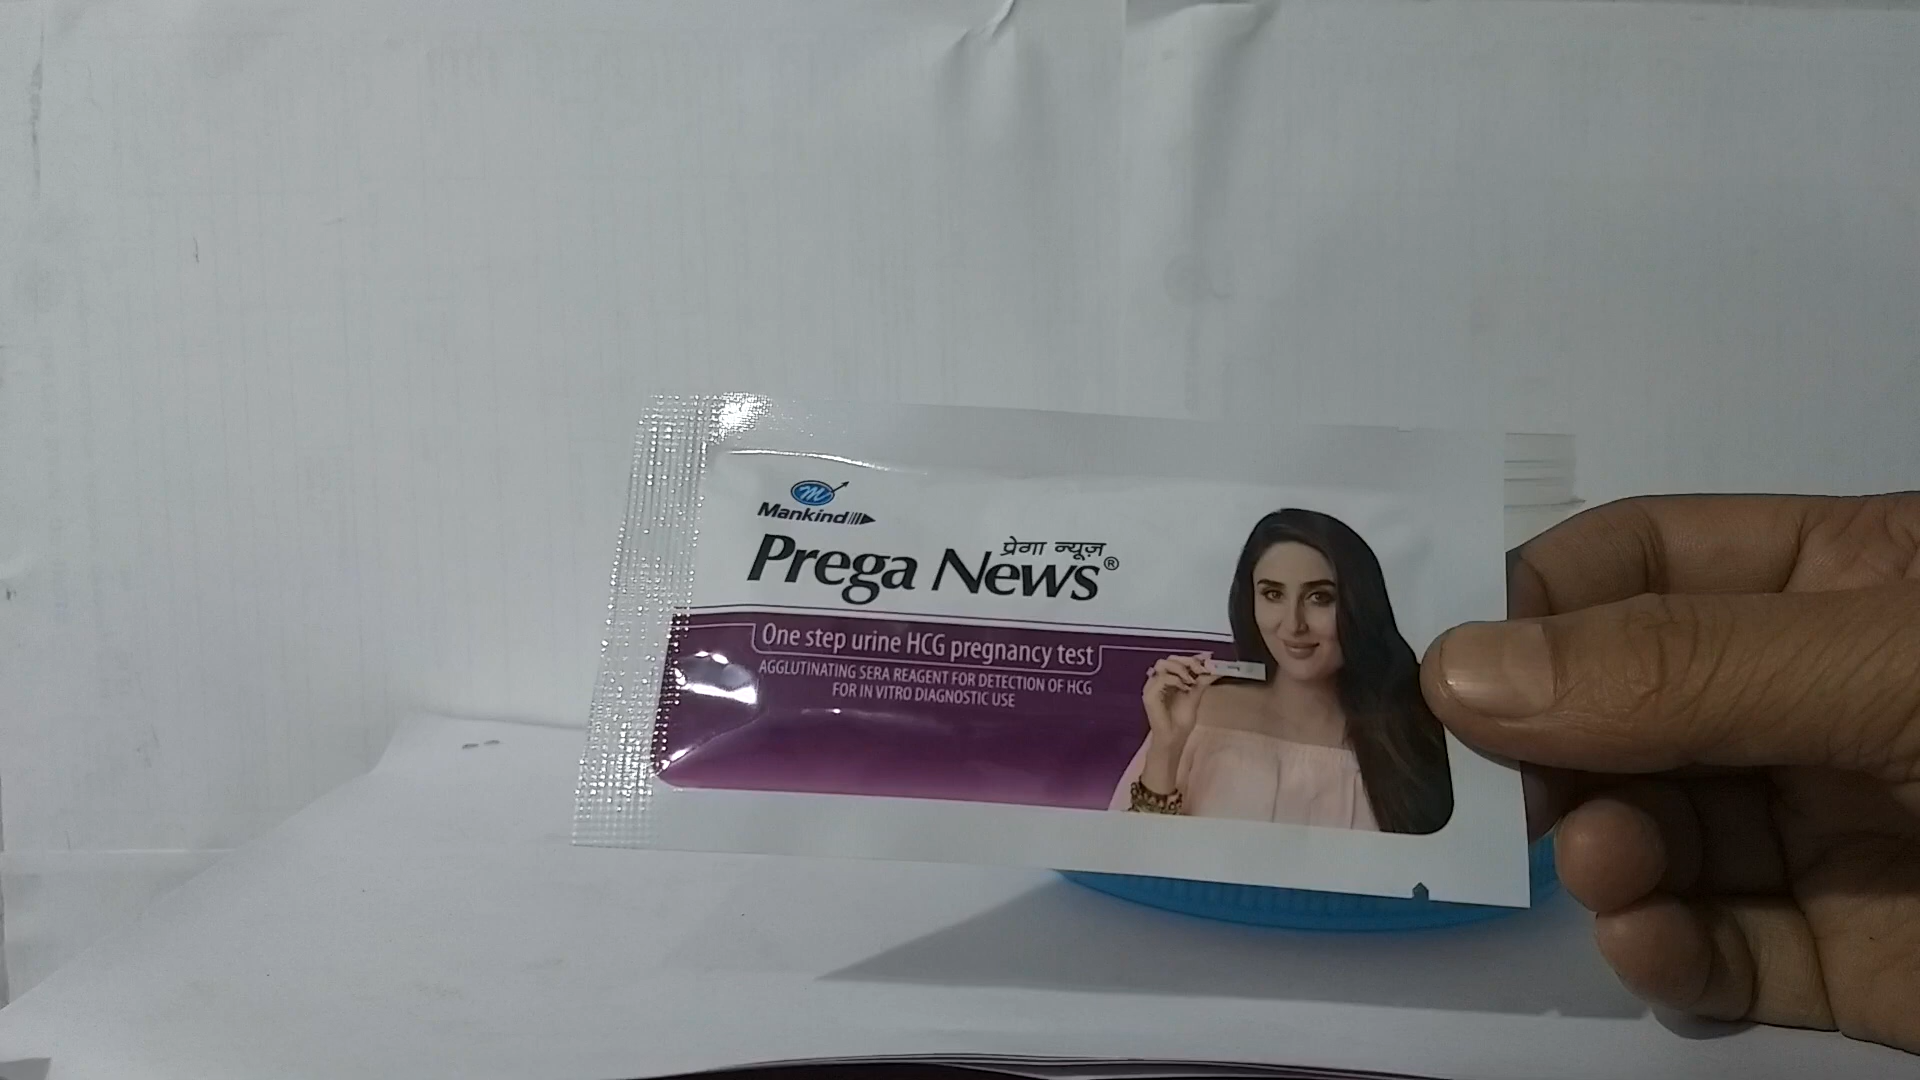 Mankind
प्रेगा न्यूज़
Prega News®
One step urine HCG pregnancy test
AGGLUTINATING SERA REAGENT FOR DETECTION OF HCG
FOR IN VITRO DIAGNOSTIC USE